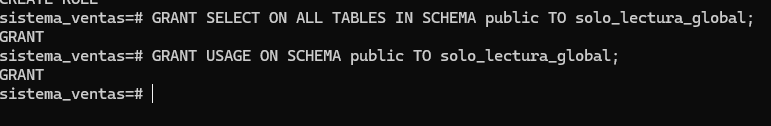 CREATE ROLE
sistema_ventas=# GRANT SELECT ON ALL TABLES IN SCHEMA public TO solo_lectura_global;
GRANT
sistema_ventas=# GRANT USAGE ON SCHEMA public TO solo_lectura_global;
GRANT
sistema_ventas=#